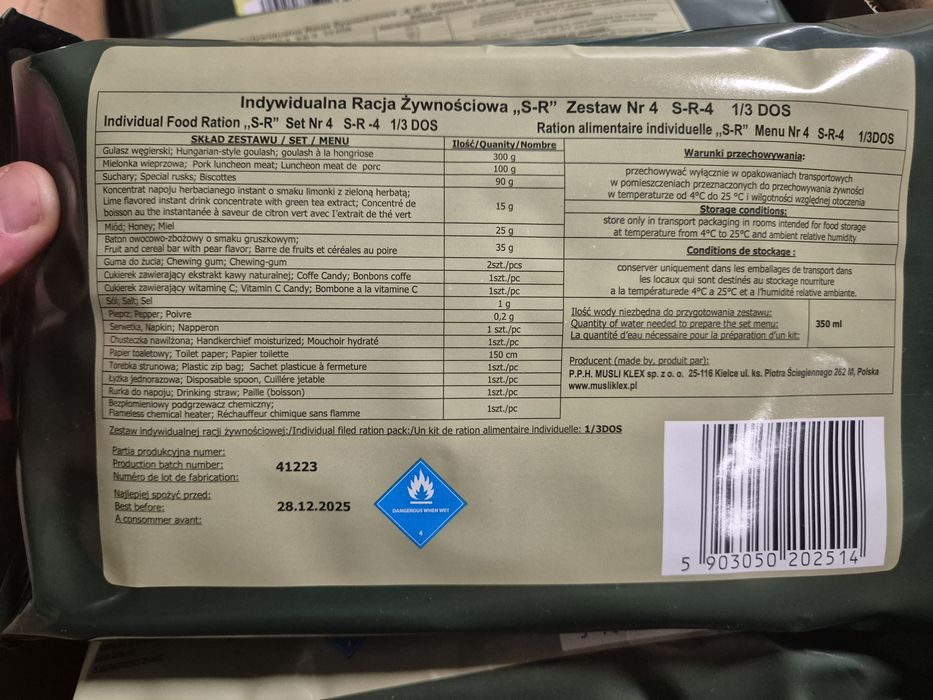 Indywidualna Racja Żywnościowa „S-R” Zestaw Nr 4 S-R-4 1/3 DOS
Individual Food Ration „S-R” Set Nr 4 S-R -4 1/3 DOS
Ration alimentaire individuelle „S-R” Menu Nr 4 S-R-4 1/3DOS
SKŁAD ZESTAWU / SET / MENU Ilość/Quanity/Nombre
Gulasz węgierski; Hungarian-style goulash; goulash à la hongroise 300 g
Mielonka wieprzowa; Pork luncheon meat; Luncheon meat de porc 100 g
Suchary; Special rusks; Biscottes 90 g
Koncentrat napoju herbacianego instant o smaku limonki z zieloną herbatą;
Lime flavored instant drink concentrate with green tea extract; Concentré de
boisson au the instantanée à saveur de citron vert avec l'extrait de thé vert 15 g
Miód; Honey; Miel 25 g
Baton owocowo-zbożowy o smaku gruszkowym;
Fruit and cereal bar with pear flavor; Barre de fruits et céréales au poire 35 g
Guma do żucia; Chewing gum; Chewing-gum 2szt./pcs
Cukierek zawierający ekstrakt kawy naturalnej; Coffe Candy; Bonbons coffe 1szt./pc
Cukierek zawierający witaminę C; Vitamin C Candy; Bombone a la vitamine C 1szt./pc
Sól; Salt; Sel 1 g
Pieprz; Pepper; Poivre 0,2 g
Serwetka, Napkin; Napperon 1 szt./pc
Chusteczka nawilżona; Handkerchief moisturized; Mouchoir hydraté 1szt./pc
Papier toaletowy; Toilet paper; Papier toilette 150 cm
Torebka strunowa; Plastic zip bag; Sachet plasticue à fermeture 1szt./pc
Łyżka jednorazowa; Disposable spoon, Cuillére jetable 1szt./pc
Rurka do napoju; Drinking straw; Paille (boisson) 1szt./pc
Bezpłomieniowy podgrzewacz chemiczny;
Flameless chemical heater; Réchauffeur chimique sans flamme 1szt./pc
Warunki przechowywania:
przechowywać wyłącznie w opakowaniach transportowych
w pomieszczeniach przeznaczonych do przechowywania żywności
w temperaturze od 4°C do 25 °C i wilgotności względnej otoczenia
Storage conditions:
store only in transport packaging in rooms intended for food storage
at temperature from 4°C to 25°C and ambient relative humidity
Conditions de stockage :
conserver uniquement dans les emballages de transport dans
les locaux qui sont destinés au stockage nourriture
a la températurede 4°C a 25°C et a l'humidité relative ambiante.
Ilość wody niezbędna do przygotowania zestawu:
Quantity of water needed to prepare the set menu: 350 ml
La quantité d'eau nécessaire pour la préparation d'un kit:
Producent (made by, produit par):
P.P.H. MUSLI KLEX sp. z o. o. 25-116 Kielce ul. ks. Piotra Ściegiennego 262 M, Polska
www.musliklex.pl
Zestaw indywidualnej racji żywnościowej:/Individual filed ration pack:/Un kit de ration alimentaire individuelle: 1/3DOS
Partia produkcyjna numer:
Production batch number: 41223
Numéro de lot de fabrication:
Najlepiej spożyć przed:
Best before: 28.12.2025
A consommer avant:
DANGEROUS WHEN WET
4
5 903050 202514